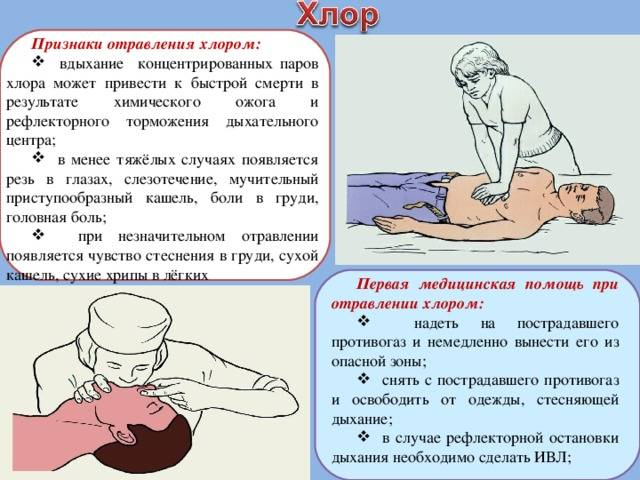 Хлор
Признаки отравления хлором:
❖ вдыхание концентрированных паров
хлора может привести к быстрой смерти в
результате химического ожога и
рефлекторного торможения дыхательного
центра;
❖ в менее тяжёлых случаях появляется
резь в глазах, слезотечение, мучительный
приступообразный кашель, боли в груди,
головная боль;
❖ при незначительном отравлении
появляется чувство стеснения в груди, сухой
кашель, сухие хрипы в лёгких
Первая медицинская помощь при
отравлении хлором:
❖ надеть на пострадавшего
противогаз и немедленно вынести его из
опасной зоны;
❖ снять с пострадавшего противогаз
и освободить от одежды, стесняющей
дыхание;
❖ в случае рефлекторной остановки
дыхания необходимо сделать ИВЛ;